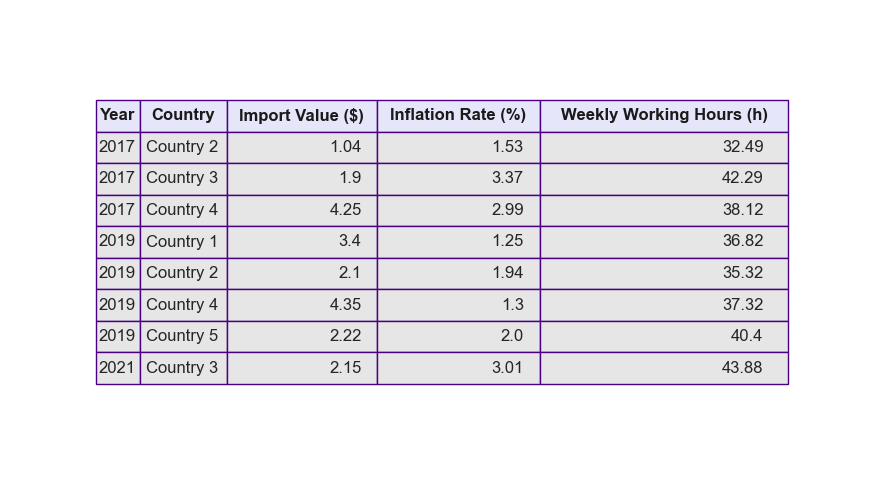 Year Country Import Value ($) Inflation Rate (%) Weekly Working Hours (h)
2017 Country 2 1.04 1.53 32.49
2017 Country 3 1.9 3.37 42.29
2017 Country 4 4.25 2.99 38.12
2019 Country 1 3.4 1.25 36.82
2019 Country 2 2.1 1.94 35.32
2019 Country 4 4.35 1.3 37.32
2019 Country 5 2.22 2.0 40.4
2021 Country 3 2.15 3.01 43.88